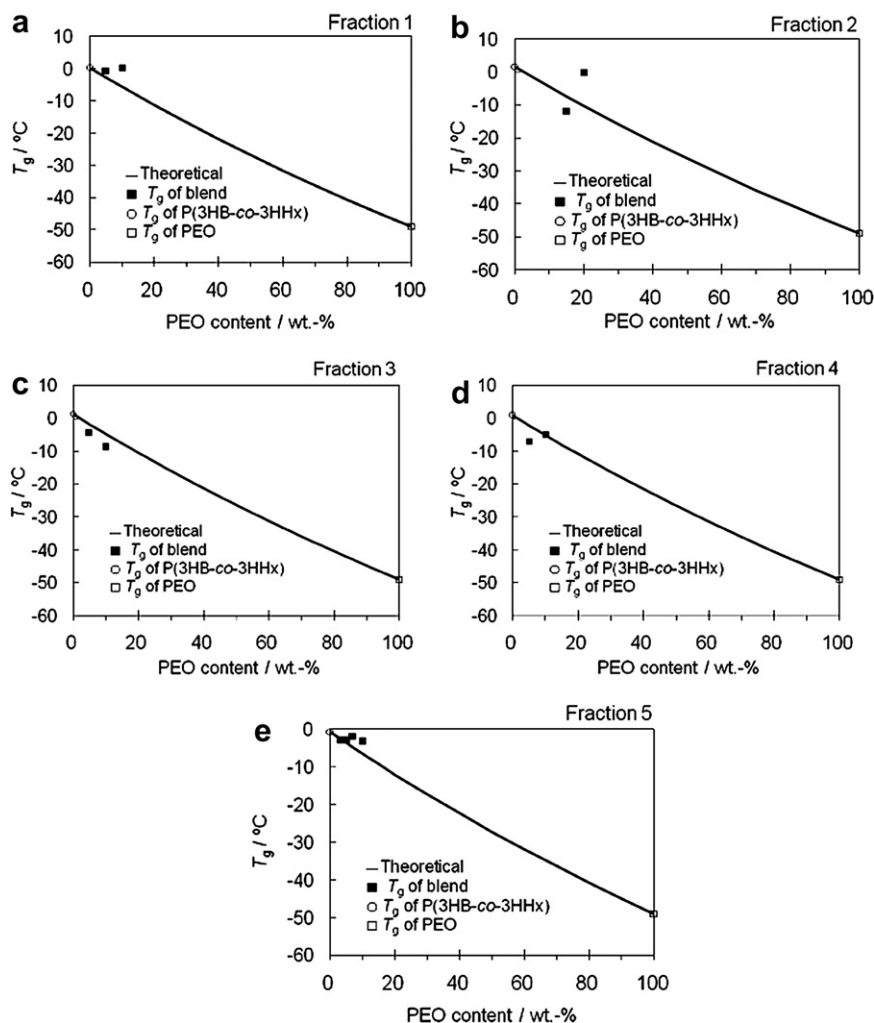 a
Fraction 1
10
0
-10
-20
-30
-40
-50
-60
Tg / ºC
– Theoretical
■ Tg of blend
○ Tg of P(3HB-co-3HHx)
□ Tg of PEO
0 20 40 60 80 100
PEO content / wt.-%
b
Fraction 2
10
0
-10
-20
-30
-40
-50
-60
Tg / ºC
– Theoretical
■ Tg of blend
○ Tg of P(3HB-co-3HHx)
□ Tg of PEO
0 20 40 60 80 100
PEO content / wt.-%
c
Fraction 3
10
0
-10
-20
-30
-40
-50
-60
Tg / ºC
– Theoretical
■ Tg of blend
○ Tg of P(3HB-co-3HHx)
□ Tg of PEO
0 20 40 60 80 100
PEO content / wt.-%
d
Fraction 4
10
0
-10
-20
-30
-40
-50
-60
Tg / ºC
– Theoretical
■ Tg of blend
○ Tg of P(3HB-co-3HHx)
□ Tg of PEO
0 20 40 60 80 100
PEO content / wt.-%
e
Fraction 5
0
-10
-20
-30
-40
-50
-60
Tg / ºC
– Theoretical
■ Tg of blend
○ Tg of P(3HB-co-3HHx)
□ Tg of PEO
0 20 40 60 80 100
PEO content / wt.-%